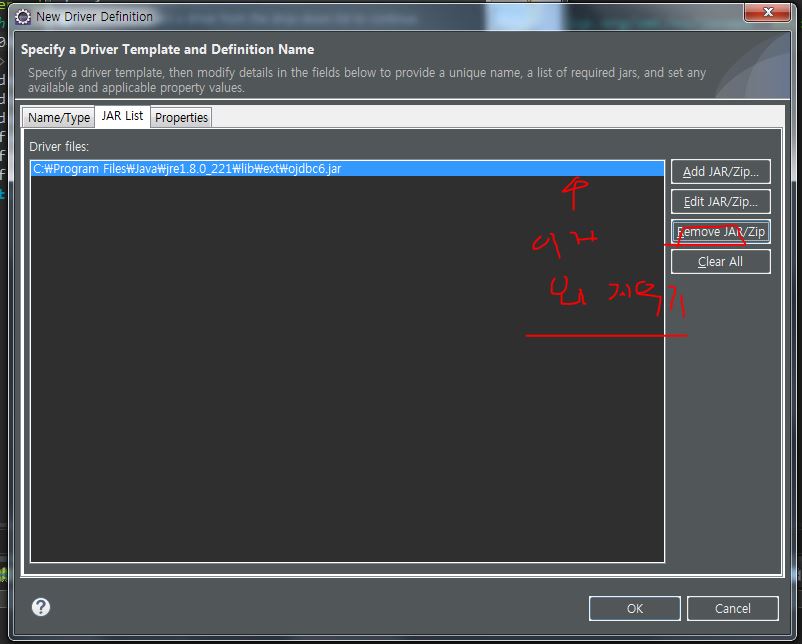 New Driver Definition
Specify a Driver Template and Definition Name
Specify a driver template, then modify details in the fields below to provide a unique name, a list of required jars, and set any
available and applicable property values.
Name/Type JAR List Properties
Driver files:
C:₩Program Files₩Java₩jre1.8.0_221₩lib₩ext₩ojdbc6.jar
Add JAR/Zip...
Edit JAR/Zip...
Remove JAR/Zip
Clear All
이거
먼저 지우기
?
OK
Cancel